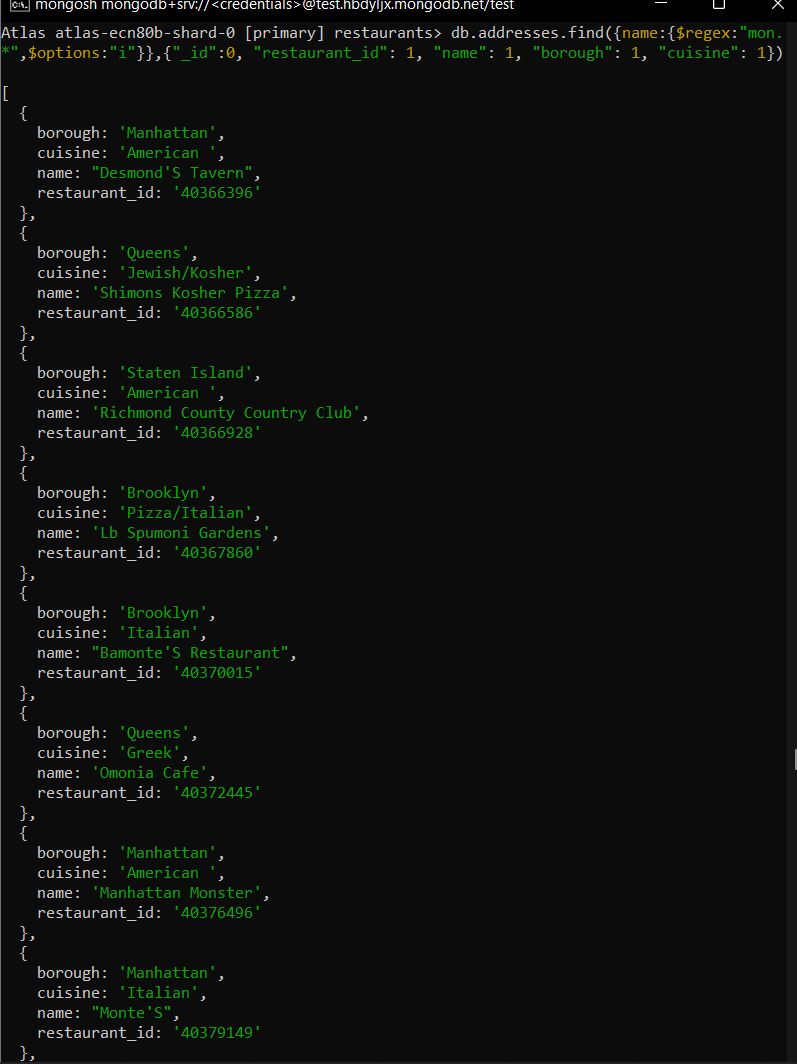 mongosh mongodb+srv://<credentials>@test.hbdyljx.mongodb.net/test
Atlas atlas-ecn80b-shard-0 [primary] restaurants> db.addresses.find({name:{$regex:"mon.
*",$options:"i"}},{"_id":0, "restaurant_id": 1, "name": 1, "borough": 1, "cuisine": 1})
[
  {
    borough: 'Manhattan',
    cuisine: 'American ',
    name: "Desmond'S Tavern",
    restaurant_id: '40366396'
  },
  {
    borough: 'Queens',
    cuisine: 'Jewish/Kosher',
    name: 'Shimons Kosher Pizza',
    restaurant_id: '40366586'
  },
  {
    borough: 'Staten Island',
    cuisine: 'American ',
    name: 'Richmond County Country Club',
    restaurant_id: '40366928'
  },
  {
    borough: 'Brooklyn',
    cuisine: 'Pizza/Italian',
    name: 'Lb Spumoni Gardens',
    restaurant_id: '40367860'
  },
  {
    borough: 'Brooklyn',
    cuisine: 'Italian',
    name: "Bamonte'S Restaurant",
    restaurant_id: '40370015'
  },
  {
    borough: 'Queens',
    cuisine: 'Greek',
    name: 'Omonia Cafe',
    restaurant_id: '40372445'
  },
  {
    borough: 'Manhattan',
    cuisine: 'American ',
    name: 'Manhattan Monster',
    restaurant_id: '40376496'
  },
  {
    borough: 'Manhattan',
    cuisine: 'Italian',
    name: "Monte'S",
    restaurant_id: '40379149'
  },